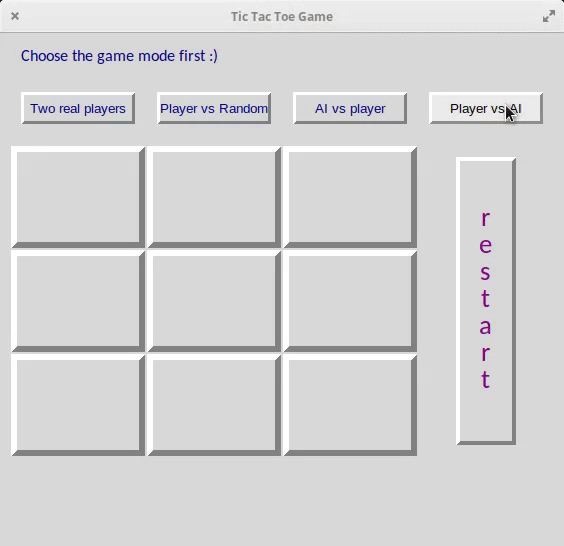 Tic Tac Toe Game
Choose the game mode first :)
Two real players
Player vs Random
AI vs player
Player vs AI
restart